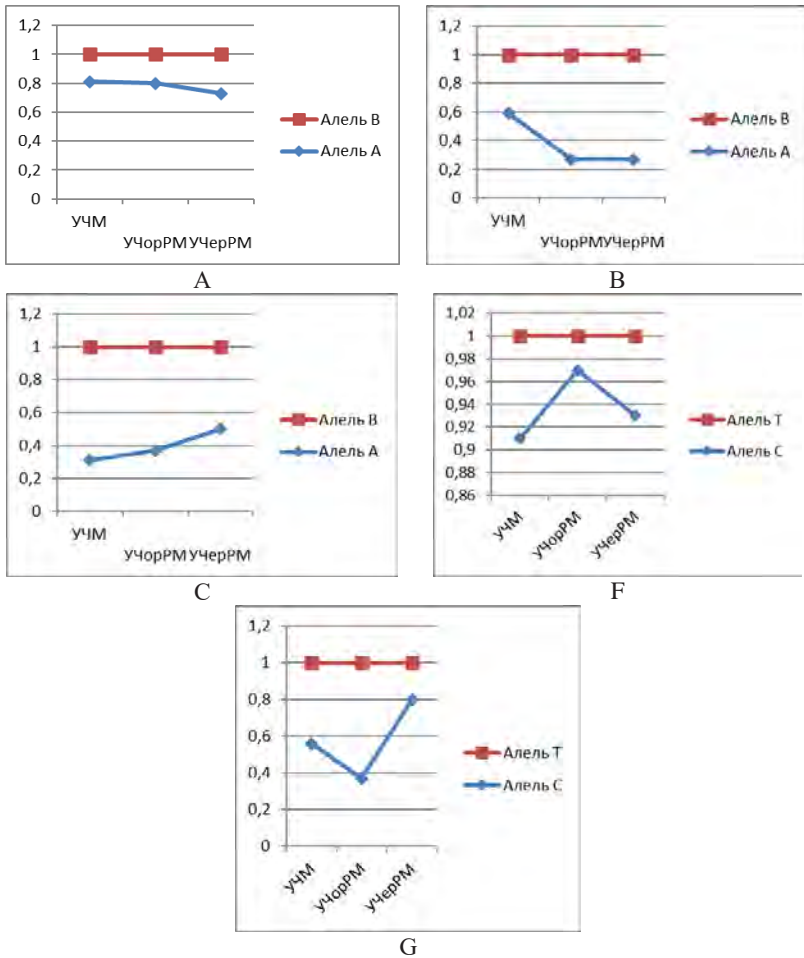 1,2
1
0,8
0,6
0,4
0,2
0
УЧМ
УЧорРМ УЧерРМ
Алель В
Алель А
A
1,2
1
0,8
0,6
0,4
0,2
0
УЧМ
УЧорРМ УЧерРМ
Алель В
Алель А
B
1,2
1
0,8
0,6
0,4
0,2
0
УЧМ
УЧорРМ УЧерРМ
Алель В
Алель А
C
1,02
1
0,98
0,96
0,94
0,92
0,9
0,88
0,86
УЧМ
УЧорРМ
УЧерРМ
Алель Т
Алель С
F
1,2
1
0,8
0,6
0,4
0,2
0
УЧМ
УЧорРМ
УЧерРМ
Алель Т
Алель С
G